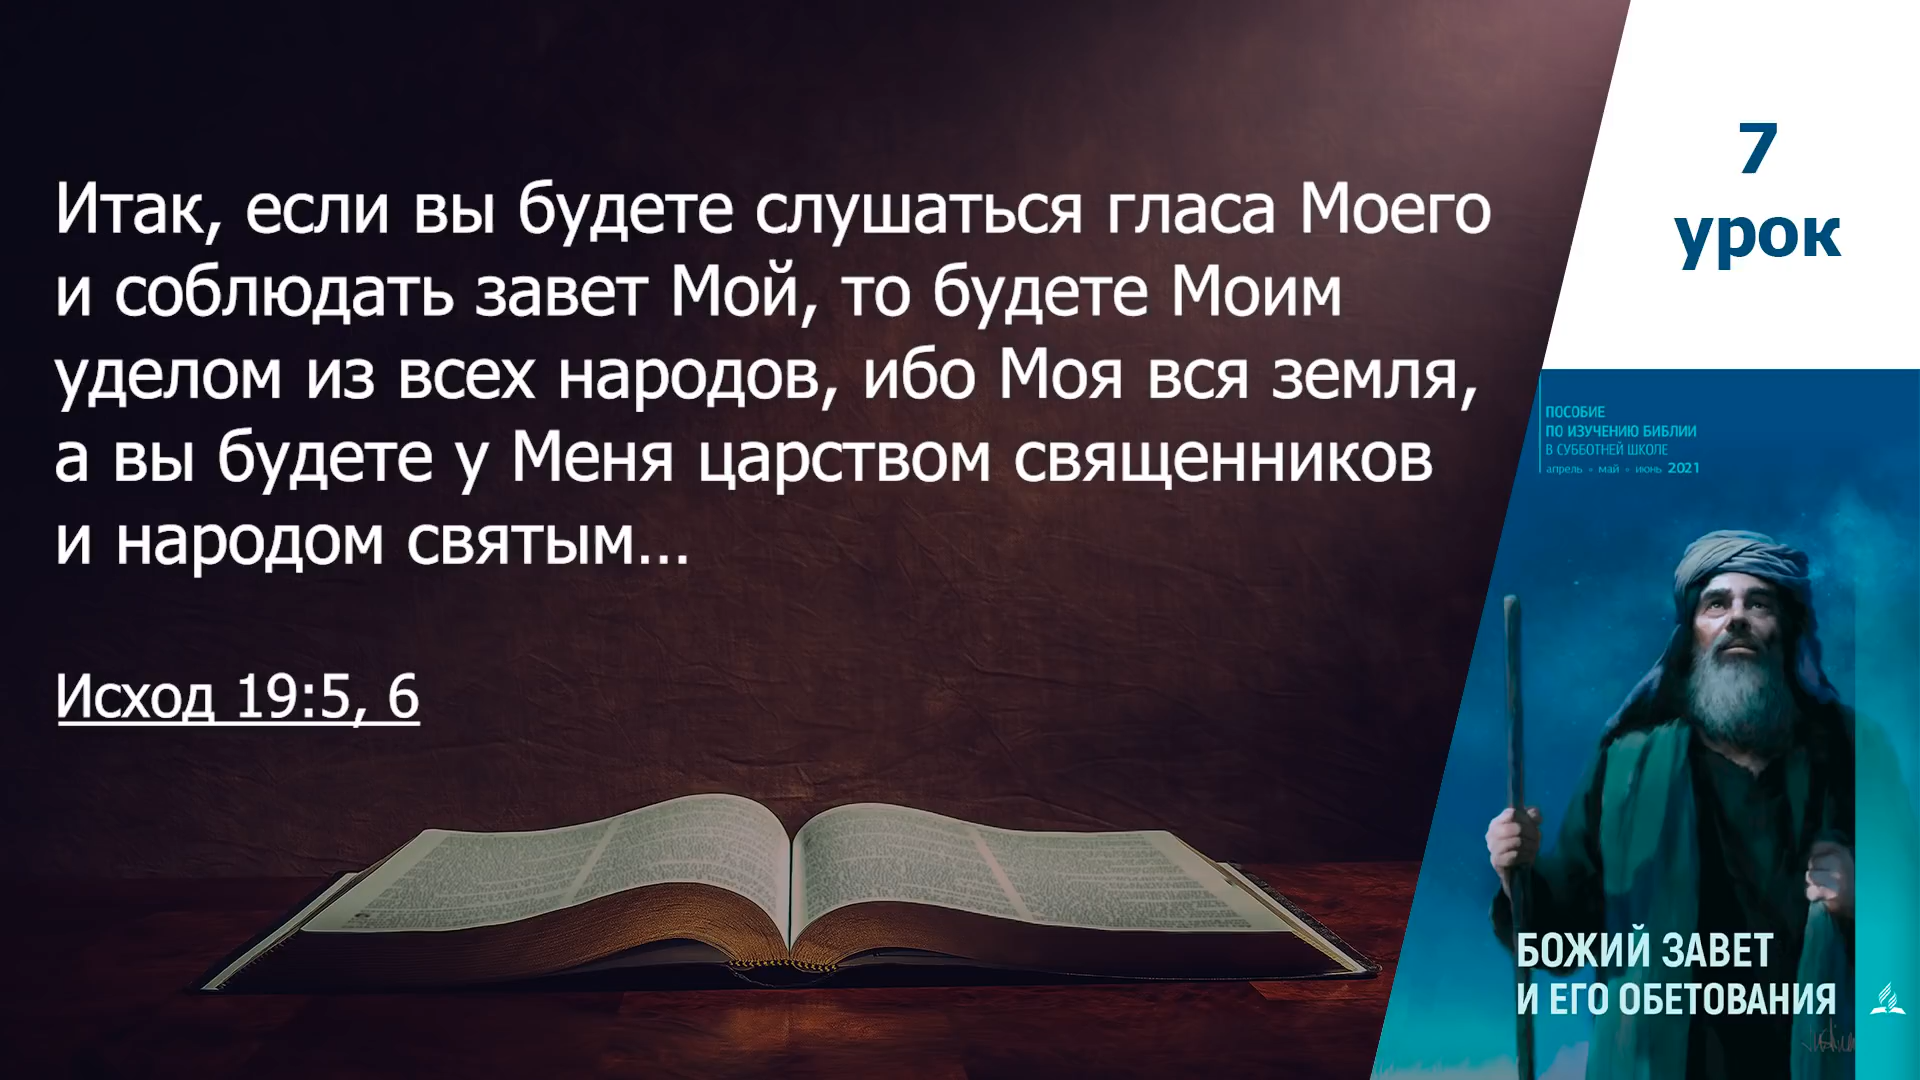 Итак, если вы будете слушаться гласа Моего
и соблюдать завет Мой, то будете Моим
уделом из всех народов, ибо Моя вся земля,
а вы будете у Меня царством священников
и народом святым...
Исход 19:5, 6
7
урок
ПОСОБИЕ
ПО ИЗУЧЕНИЮ БИБЛИИ
В СУББОТНЕЙ ШКОЛЕ
апрель • май • июнь 2021
БОЖИЙ ЗАВЕТ
И ЕГО ОБЕТОВАНИЯ